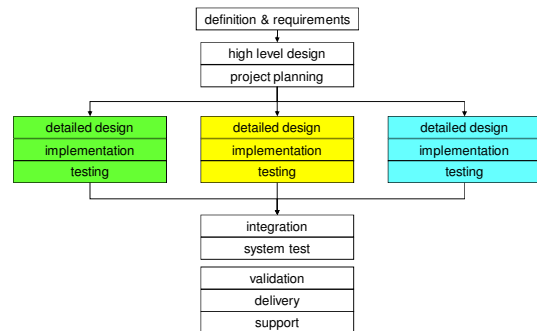 definition & requirements
high level design
project planning
detailed design
implementation
testing
detailed design
implementation
testing
detailed design
implementation
testing
integration
system test
validation
delivery
support